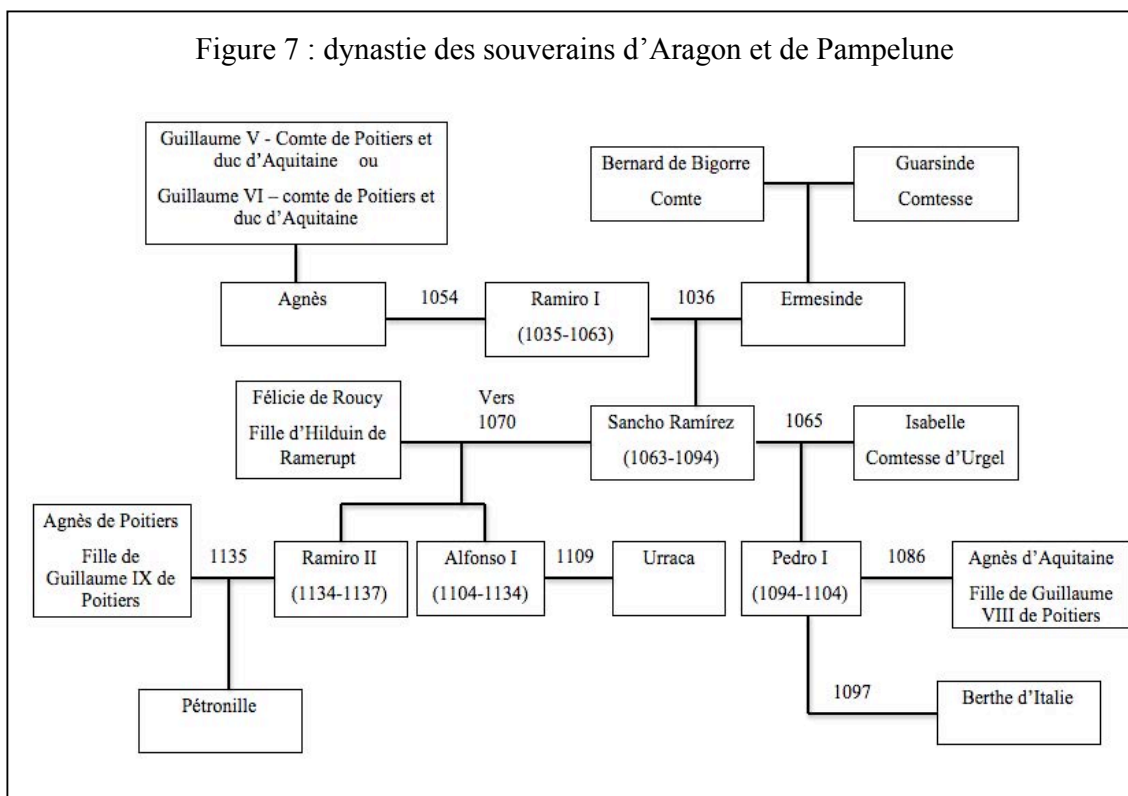 Figure 7 : dynastie des souverains d’Aragon et de Pampelune
Guillaume V - Comte de Poitiers et
duc d’Aquitaine ou
Guillaume VI – comte de Poitiers et
duc d’Aquitaine
Bernard de Bigorre
Comte
Guarsinde
Comtesse
Agnès
1054
Ramiro I
(1035-1063)
1036
Ermesinde
Félicie de Roucy
Fille d’Hilduin de
Ramerupt
Vers
1070
Sancho Ramírez
(1063-1094)
1065
Isabelle
Comtesse d’Urgel
Agnès de Poitiers
Fille de
Guillaume IX de
Poitiers
1135
Ramiro II
(1134-1137)
Alfonso I
(1104-1134)
1109
Urraca
Pedro I
(1094-1104)
1086
Agnès d’Aquitaine
Fille de Guillaume
VIII de Poitiers
Pétronille
1097
Berthe d’Italie